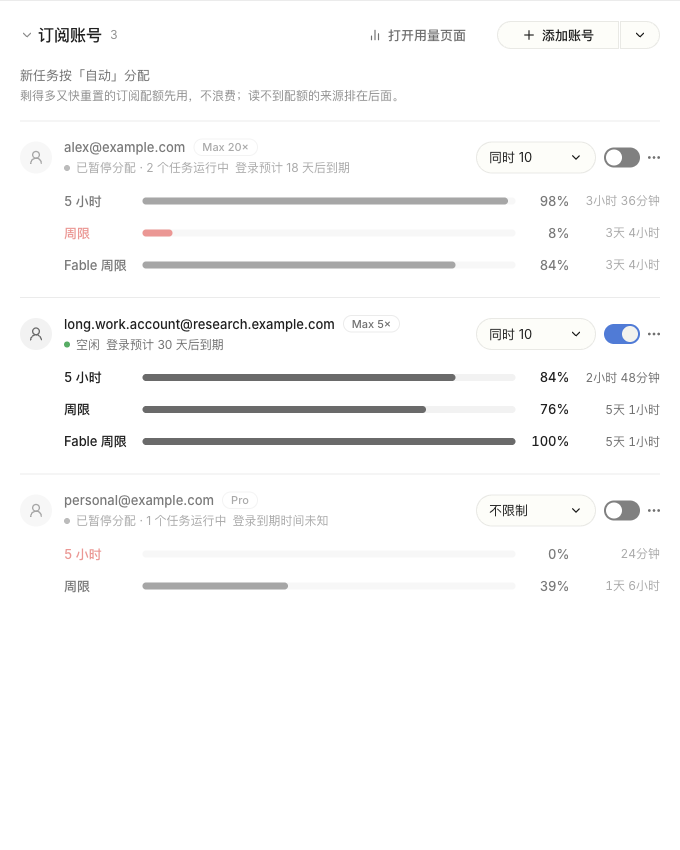 订阅账号 3 打开用量页面 添加账号
新任务按「自动」分配
剩得多又快重置的订阅配额先用，不浪费；读不到配额的来源排在后面。
alex@example.com Max 20× 同时 10
已暂停分配 · 2 个任务运行中 登录预计 18 天后到期
5 小时 98% 3小时 36分钟
周限 8% 3天 4小时
Fable 周限 84% 3天 4小时
long.work.account@research.example.com Max 5× 同时 10
空闲 登录预计 30 天后到期
5 小时 84% 2小时 48分钟
周限 76% 5天 1小时
Fable 周限 100% 5天 1小时
personal@example.com Pro 不限制
已暂停分配 · 1 个任务运行中 登录到期时间未知
5 小时 0% 24分钟
周限 39% 1天 6小时